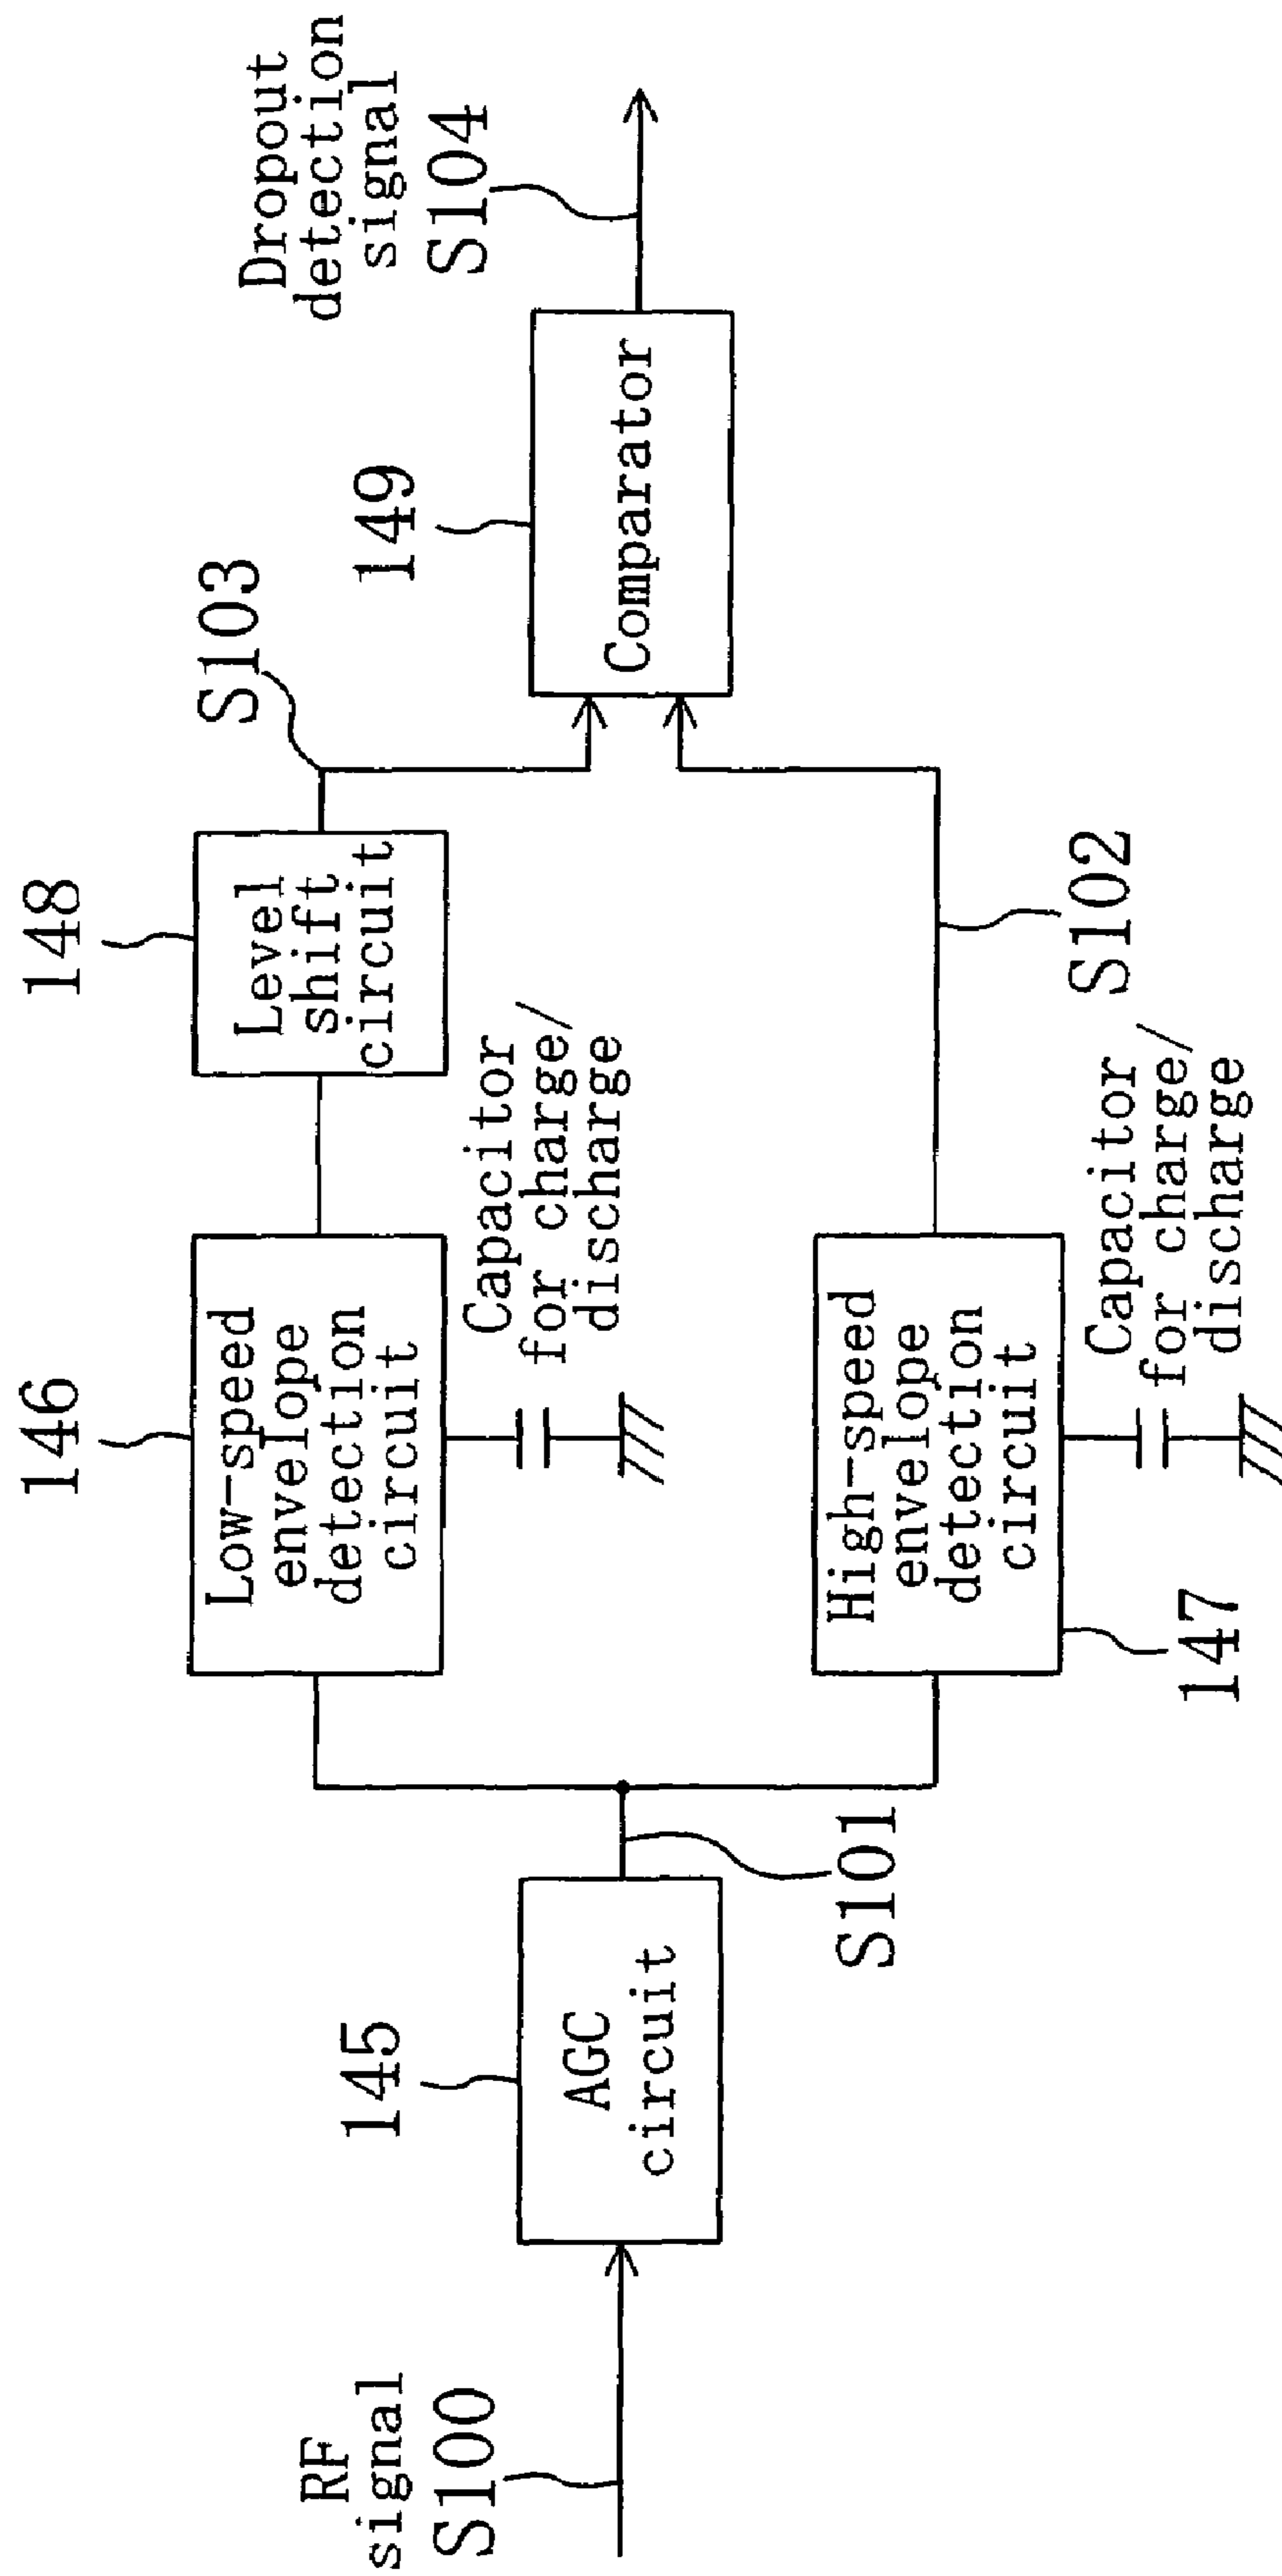 RF
signal
S100
145
AGC
circuit
S101
146
Low-speed
envelope
detection
circuit
Capacitor
for charge/
discharge
148
Level
shift
circuit
S103
147
High-speed
envelope
detection
circuit
Capacitor
for charge/
discharge
S102
149
Comparator
Dropout
detection
signal
S104